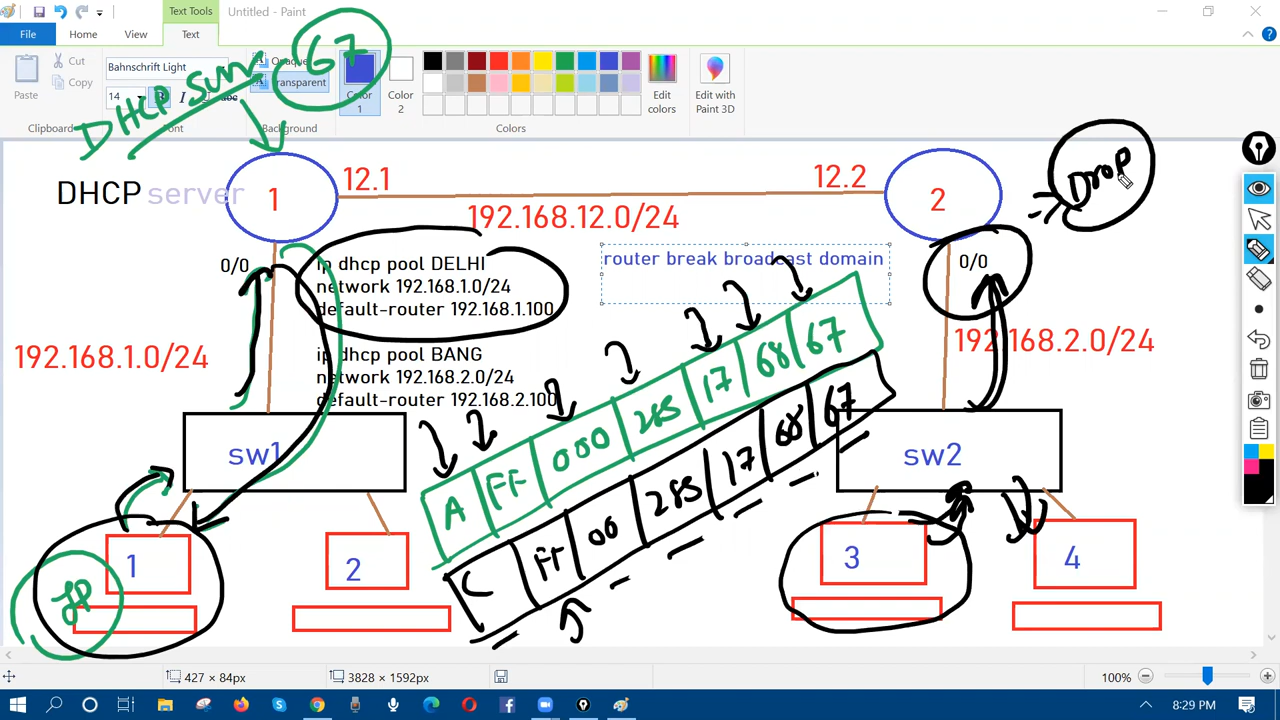 Text Tools
Untitled - Paint
File
Home
View
Text
Paste
Cut
Copy
Clipboard
Bahnschrift Light
14
B I U abc
Font
Opaque
Transparent
Background
Color 1
Color 2
Edit colors
Edit with Paint 3D
Colors
DHCP
67
Drop
DHCP server
1
12.1
12.2
2
192.168.12.0/24
0/0
ip dhcp pool DELHI
network 192.168.1.0/24
default-router 192.168.1.100
router break broadcast domain
0/0
192.168.1.0/24
192.168.2.0/24
ip dhcp pool BANG
network 192.168.2.0/24
default-router 192.168.2.100
sw1
sw2
A FF 000 255 17 68 67
C FF 00 255 17 68 67
1
2
3
4
IP
427 × 84px
3828 × 1592px
100%
8:29 PM